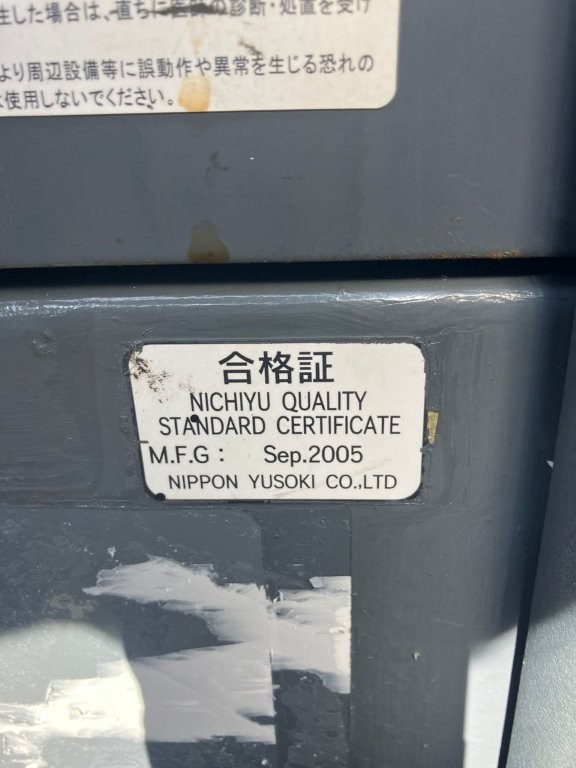 生した場合は、直ちに医師の診断・処置を受け
より周辺設備等に誤動作や異常を生じる恐れの
使用しないでください。
合格証
NICHIYU QUALITY
STANDARD CERTIFICATE
M.F.G : Sep.2005
NIPPON YUSOKI CO.,LTD